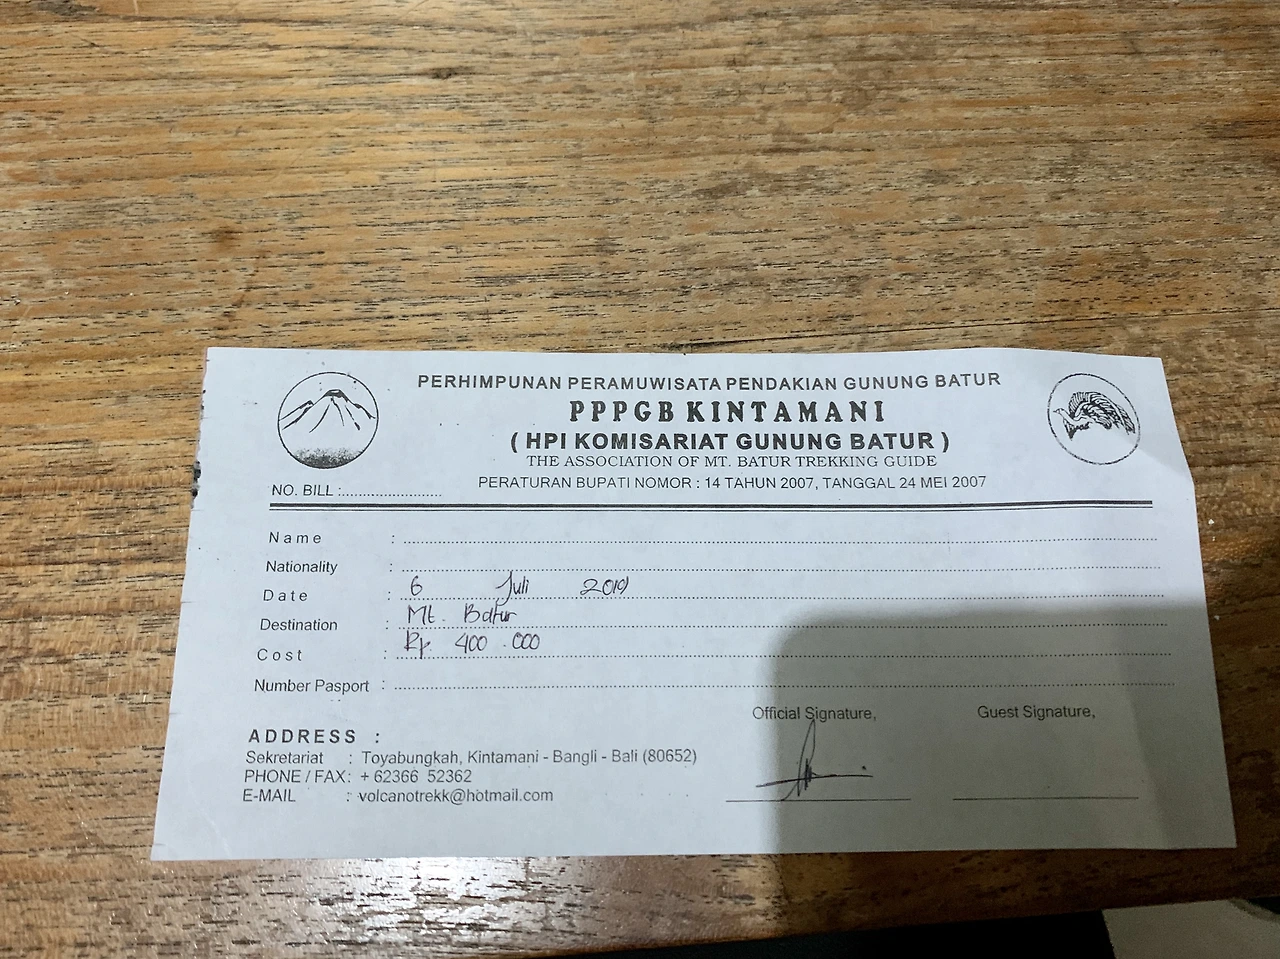 PERHIMPUNAN PERAMUWISATA PENDAKIAN GUNUNG BATUR
PPPGB KINTAMANI
( HPI KOMISARIAT GUNUNG BATUR )
THE ASSOCIATION OF MT. BATUR TREKKING GUIDE
PERATURAN BUPATI NOMOR : 14 TAHUN 2007, TANGGAL 24 MEI 2007
NO. BILL :......................
Name :
Nationality :
Date : 6 Juli 2019
Destination : Mt. Batur
Cost : Rp. 400.000
Number Pasport :
Official Signature, Guest Signature,
ADDRESS :
Sekretariat : Toyabungkah, Kintamani - Bangli - Bali (80652)
PHONE / FAX : + 62366 52362
E-MAIL : volcanotrekk@hotmail.com